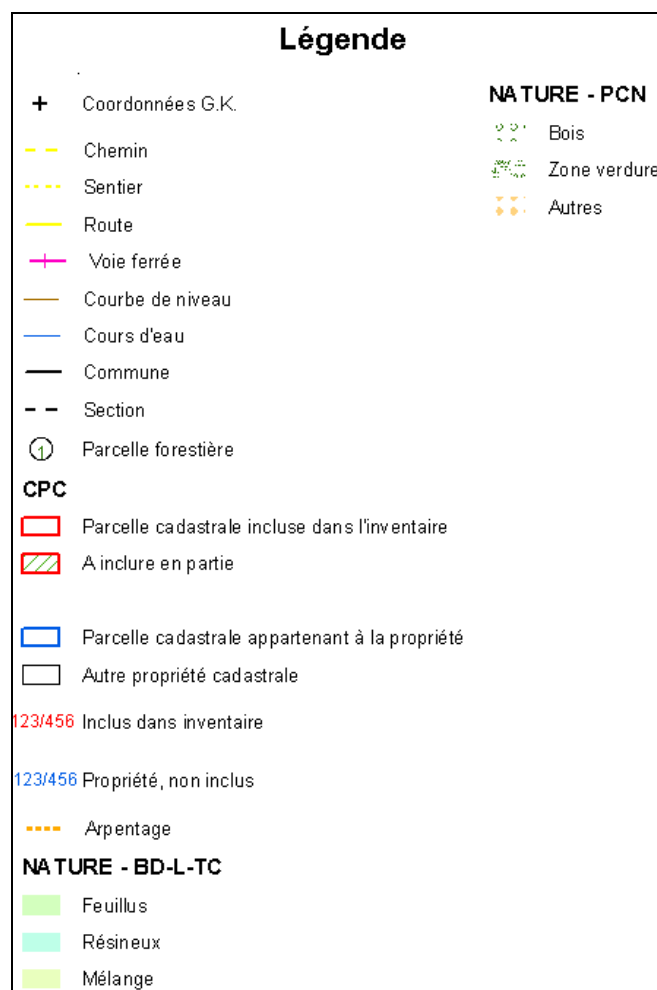 Légende
+ Coordonnées G.K.
Chemin
Sentier
Route
Voie ferrée
Courbe de niveau
Cours d'eau
Commune
Section
1 Parcelle forestière
CPC
Parcelle cadastrale incluse dans l'inventaire
A inclure en partie
Parcelle cadastrale appartenant à la propriété
Autre propriété cadastrale
123/456 Inclus dans inventaire
123/456 Propriété, non inclus
Arpentage
NATURE - BD-L-TC
Feuillus
Résineux
Mélange
NATURE - PCN
Bois
Zone verdure
Autres